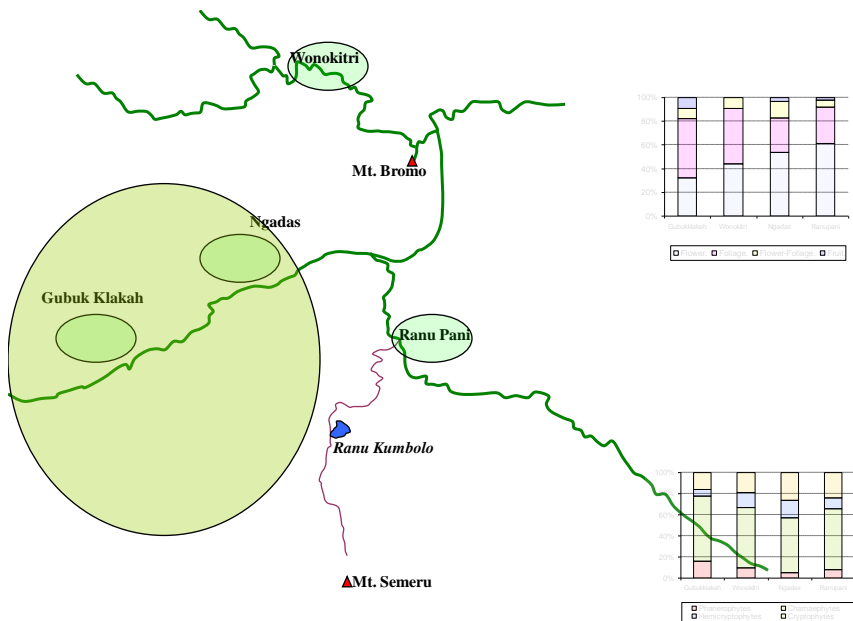 Wonokitri
Mt. Bromo
Ngadas
Gubuk Klakah
Ranu Pani
Ranu Kumbolo
Mt. Semeru
100%
80%
60%
40%
20%
0%
Gubukklakah Wonokitri Ngadas Ranupani
Flower Foliage Flower-Foliage Fruit
100%
80%
60%
40%
20%
0%
Gubukklakah Wonokitri Ngadas Ranupani
Phanerophytes Chamaephytes
Hemicryptophytes Cryptophytes